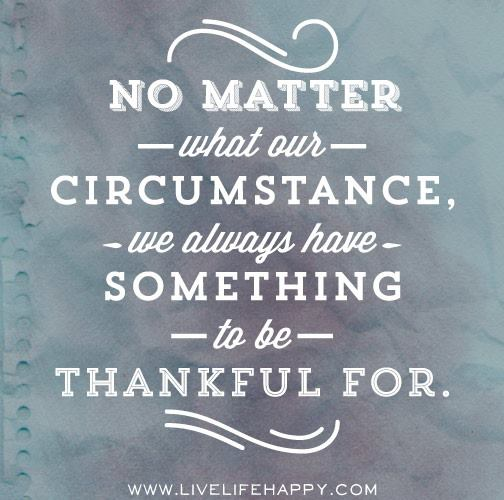 NO MATTER
what our
CIRCUMSTANCE,
we always have
SOMETHING
to be
THANKFUL FOR.
WWW.LIVELIFEHAPPY.COM